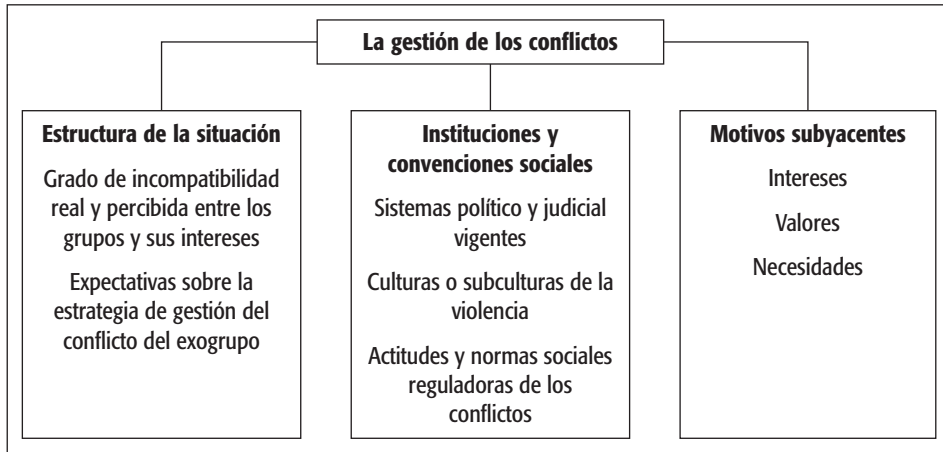 La gestión de los conflictos
Estructura de la situación
Grado de incompatibilidad
real y percibida entre los
grupos y sus intereses
Expectativas sobre la
estrategia de gestión del
conflicto del exogrupo
Instituciones y
convenciones sociales
Sistemas político y judicial
vigentes
Culturas o subculturas de la
violencia
Actitudes y normas sociales
reguladoras de los
conflictos
Motivos subyacentes
Intereses
Valores
Necesidades